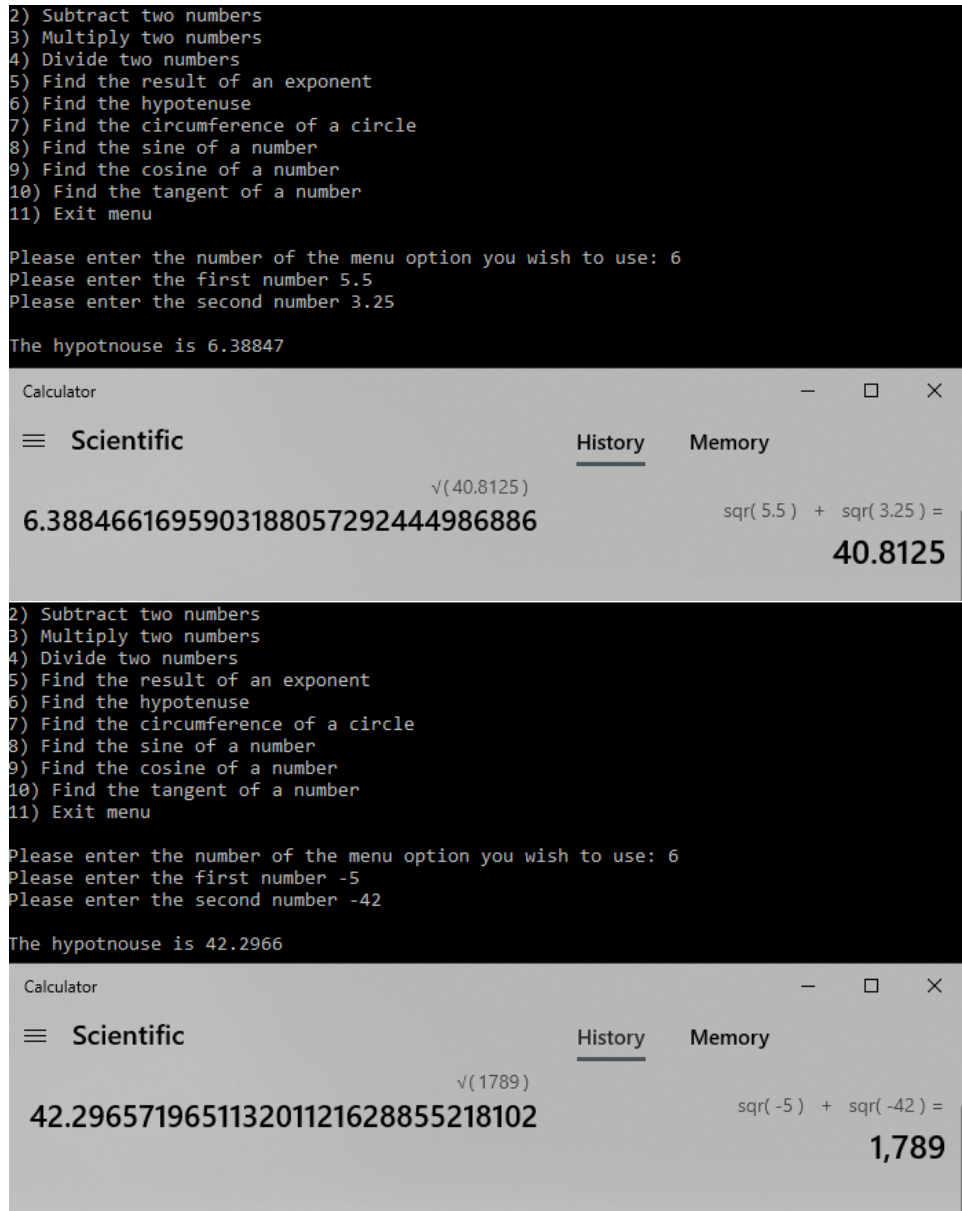 2) Subtract two numbers
3) Multiply two numbers
4) Divide two numbers
5) Find the result of an exponent
6) Find the hypotenuse
7) Find the circumference of a circle
8) Find the sine of a number
9) Find the cosine of a number
10) Find the tangent of a number
11) Exit menu
Please enter the number of the menu option you wish to use: 6
Please enter the first number 5.5
Please enter the second number 3.25
The hypotnouse is 6.38847
Calculator
Scientific
History Memory
√( 40.8125 )
6.3884661695903188057292444986886
sqr( 5.5 ) + sqr( 3.25 ) =
40.8125
2) Subtract two numbers
3) Multiply two numbers
4) Divide two numbers
5) Find the result of an exponent
6) Find the hypotenuse
7) Find the circumference of a circle
8) Find the sine of a number
9) Find the cosine of a number
10) Find the tangent of a number
11) Exit menu
Please enter the number of the menu option you wish to use: 6
Please enter the first number -5
Please enter the second number -42
The hypotnouse is 42.2966
Calculator
Scientific
History Memory
√( 1789 )
42.296571965113201121628855218102
sqr( -5 ) + sqr( -42 ) =
1,789